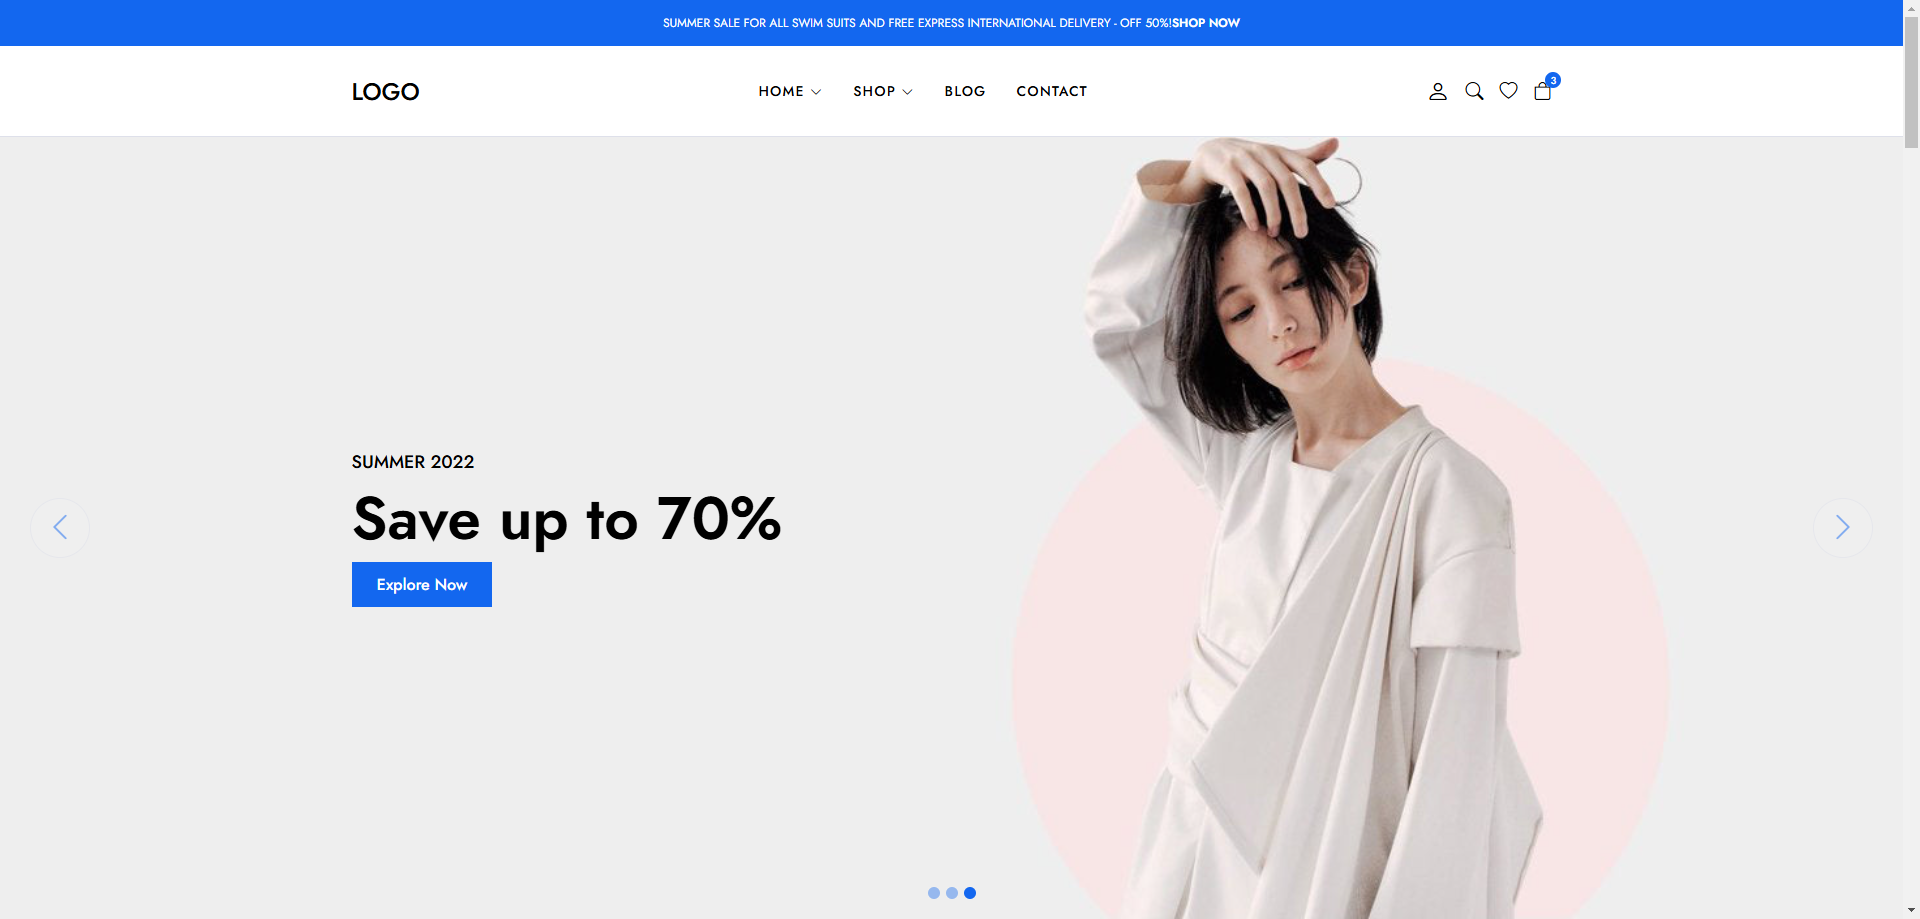 SUMMER SALE FOR ALL SWIM SUITS AND FREE EXPRESS INTERNATIONAL DELIVERY - OFF 50%!SHOP NOW
LOGO
HOME SHOP BLOG CONTACT
3
SUMMER 2022
Save up to 70%
Explore Now